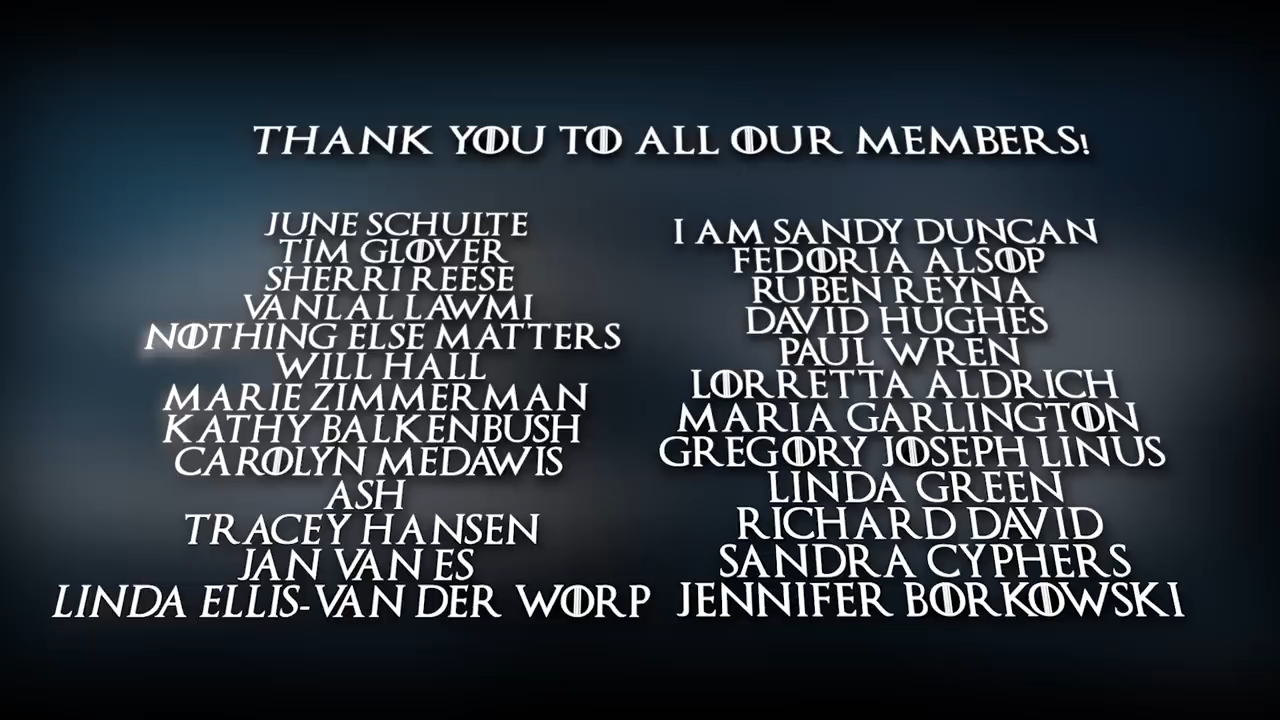 THANK YOU TO ALL OUR MEMBERS!
JUNE SCHULTE
TIM GLOVER
SHERRI REESE
VANLAL LAWMI
NOTHING ELSE MATTERS
WILL HALL
MARIE ZIMMERMAN
KATHY BALKENBUSH
CAROLYN MEDAWIS
ASH
TRACEY HANSEN
JAN VAN ES
LINDA ELLIS-VAN DER WORP
I AM SANDY DUNCAN
FEDORIA ALSOP
RUBEN REYNA
DAVID HUGHES
PAUL WREN
LORRETTA ALDRICH
MARIA GARLINGTON
GREGORY JOSEPH LINUS
LINDA GREEN
RICHARD DAVID
SANDRA CYPHERS
JENNIFER BORKOWSKI